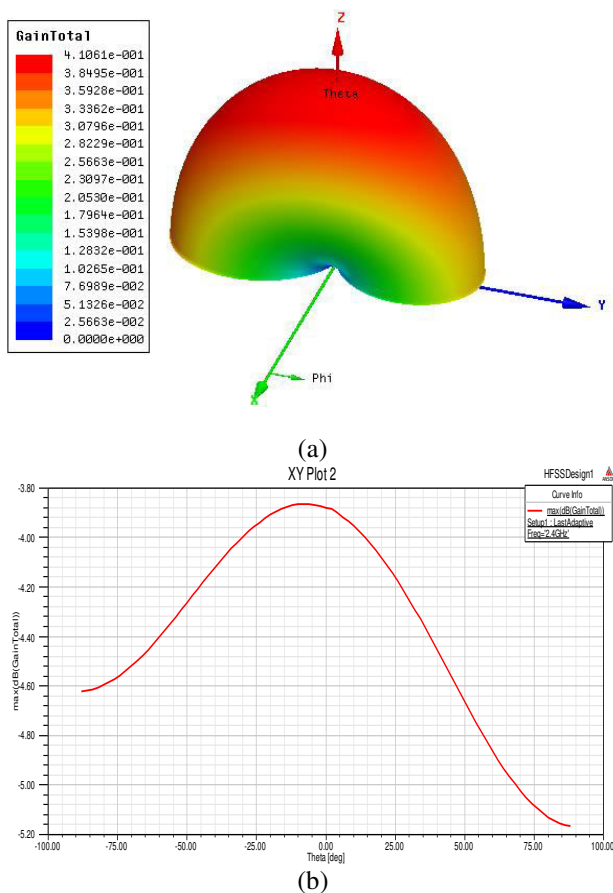 GainTotal
4.1061e-001
3.8495e-001
3.5928e-001
3.3362e-001
3.0796e-001
2.8229e-001
2.5663e-001
2.3097e-001
2.0530e-001
1.7964e-001
1.5398e-001
1.2832e-001
1.0265e-001
7.6989e-002
5.1326e-002
2.5663e-002
0.0000e+000
Z
Theta
Y
X
Phi
(a)
XY Plot 2
HFSSDesign1
Curve Info
max(dB(GainTotal))
Setup1 : LastAdaptive
Freq='2.4GHz'
max(dB(GainTotal))
-3.80
-4.00
-4.20
-4.40
-4.60
-4.80
-5.00
-5.20
-100.00 -75.00 -50.00 -25.00 0.00 25.00 50.00 75.00 100.00
Theta [deg]
(b)